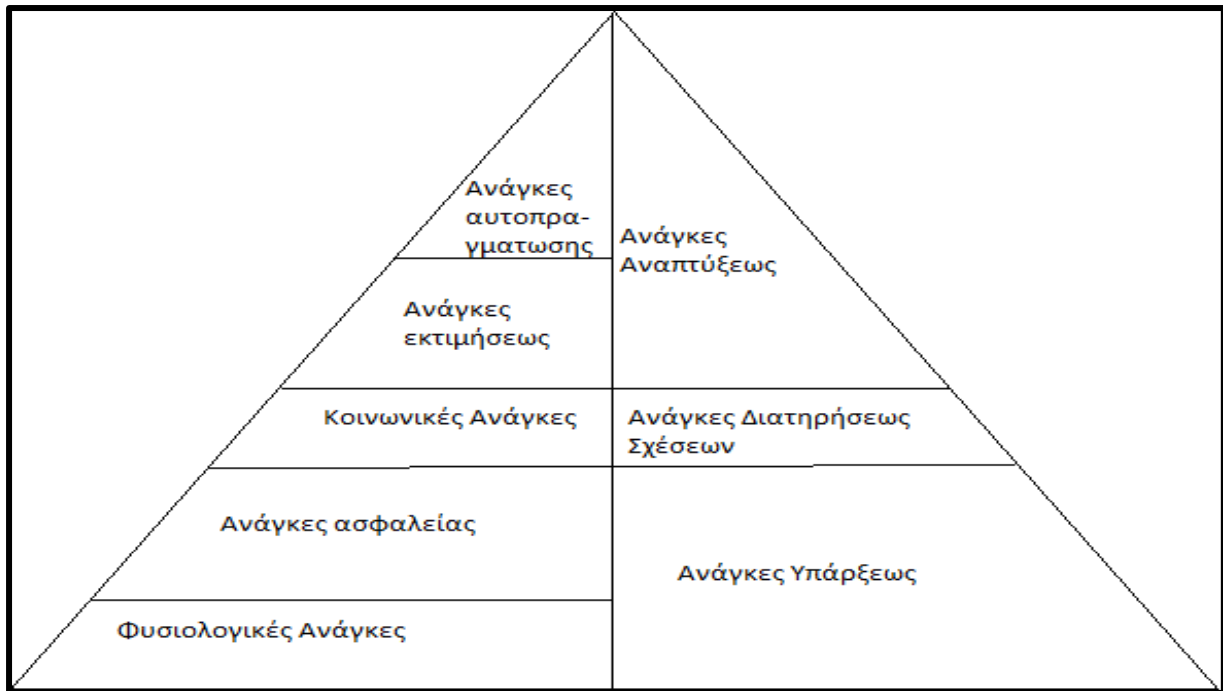 Ανάγκες
αυτοπρα-
γματωσης
Ανάγκες
Αναπτύξεως
Ανάγκες
εκτιμήσεως
Κοινωνικές Ανάγκες
Ανάγκες Διατηρήσεως
Σχέσεων
Ανάγκες ασφαλείας
Ανάγκες Υπάρξεως
Φυσιολογικές Ανάγκες